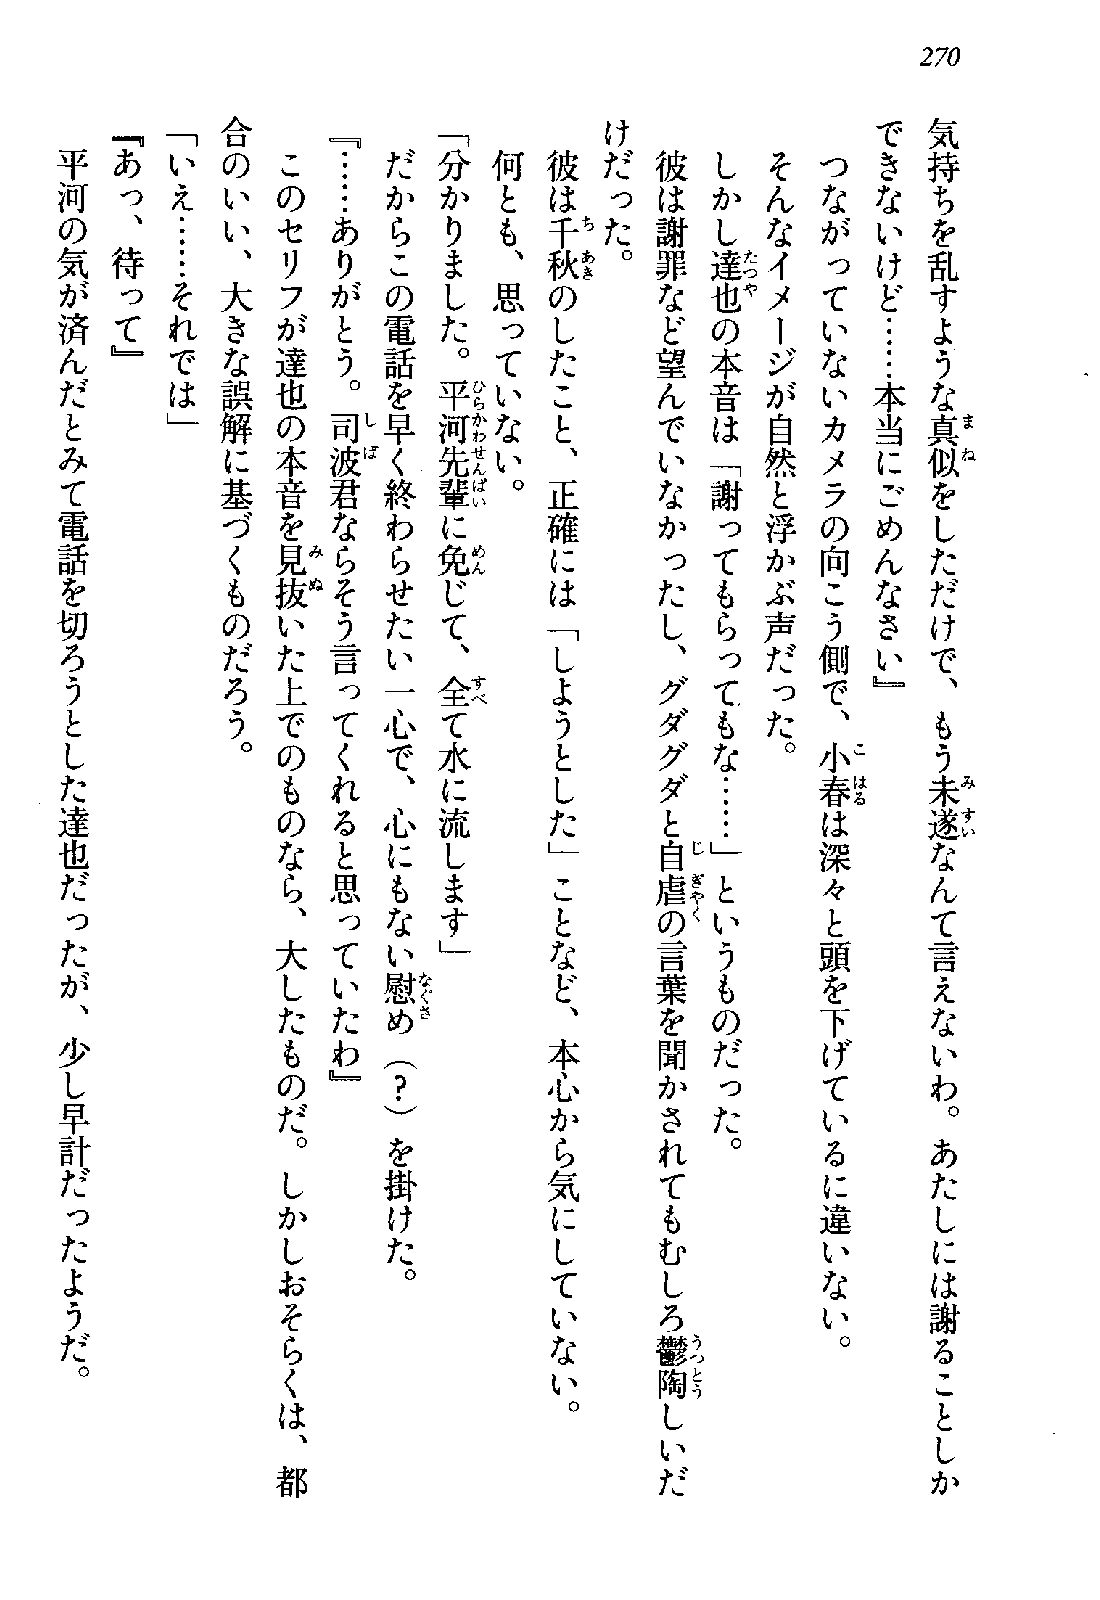 270
気持ちを乱すような真似をしただけで、もう未遂なんて言えないわ。あたしには謝ることしか
できないけど……本当にごめんなさい』
つながっていないカメラの向こう側で、小春は深々と頭を下げているに違いない。
そんなイメージが自然と浮かぶ声だった。
しかし達也の本音は「謝ってもらってもな……」というものだった。
彼は謝罪など望んでいなかったし、グダグダと自虐の言葉を聞かされてもむしろ鬱陶しいだ
けだった。
彼は千秋のしたこと、正確には「しようとした」ことなど、本心から気にしていない。
何とも、思っていない。
「分かりました。平河先輩に免じて、全て水に流します」
だからこの電話を早く終わらせたい一心で、心にもない慰め（？）を掛けた。
『……ありがとう。司波君ならそう言ってくれると思っていたわ』
このセリフが達也の本音を見抜いた上でのものなら、大したものだ。しかしおそらくは、都
合のいい、大きな誤解に基づくものだろう。
「いえ……それでは」
『あっ、待って』
平河の気が済んだとみて電話を切ろうとした達也だったが、少し早計だったようだ。